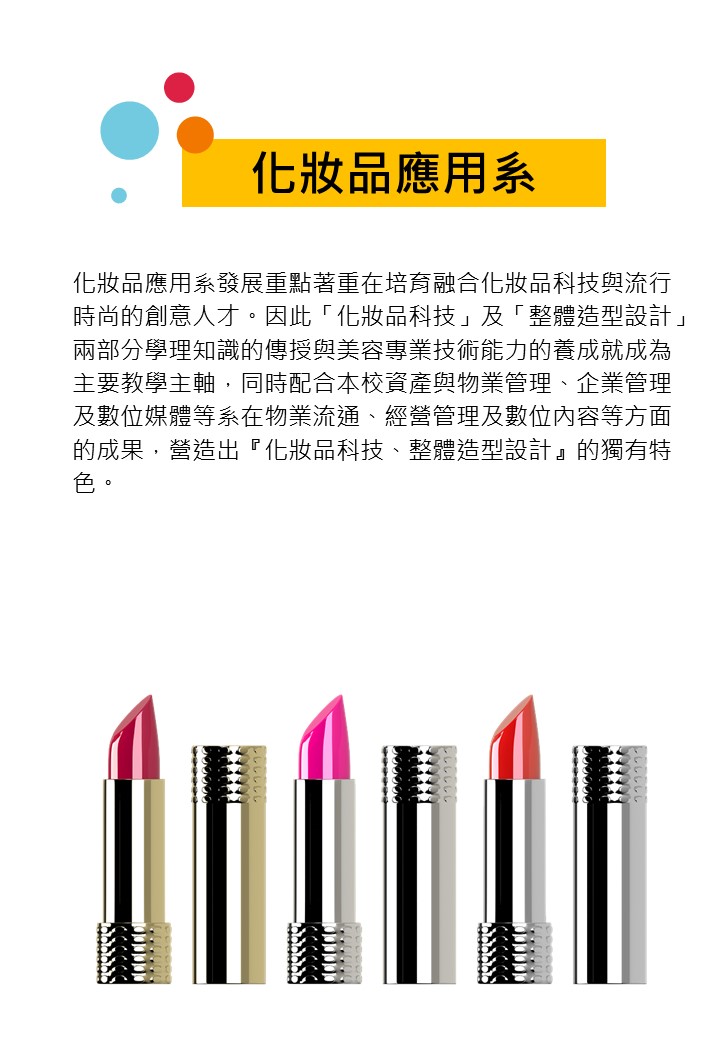 化妝品應用系
化妝品應用系發展重點著重在培育融合化妝品科技與流行
時尚的創意人才。因此「化妝品科技」及「整體造型設計」
兩部分學理知識的傳授與美容專業技術能力的養成就成為
主要教學主軸，同時配合本校資產與物業管理、企業管理
及數位媒體等系在物業流通、經營管理及數位內容等方面
的成果，營造出『化妝品科技、整體造型設計』的獨有特
色。